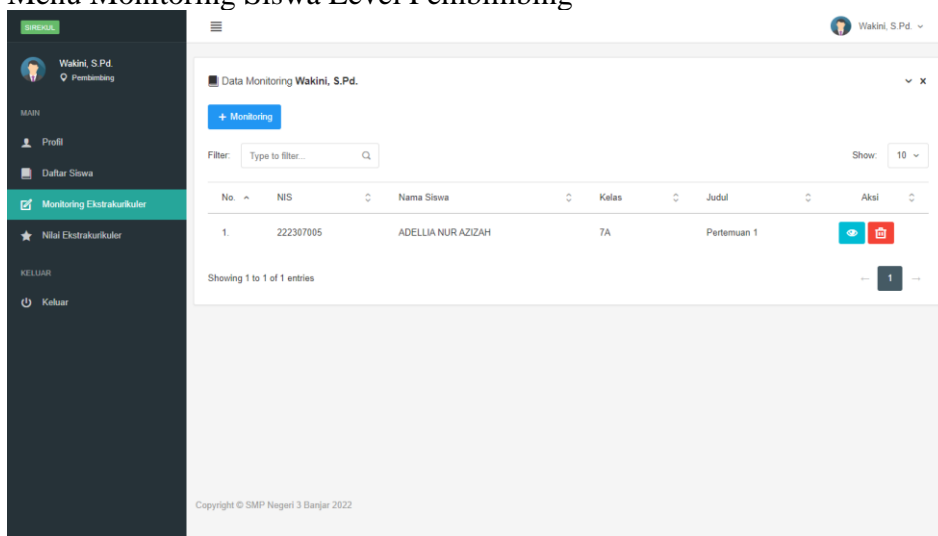 Menu Monitoring Siswa Level Pembimbing
SIREKUL
Wakini, S.Pd.
Wakini, S.Pd.
Pembimbing
Data Monitoring Wakini, S.Pd.
x
MAIN
+ Monitoring
Profil
Filter: Type to filter... Show: 10
Daftar Siswa
No. NIS Nama Siswa Kelas Judul Aksi
Monitoring Ekstrakurikuler
1. 222307005 ADELLIA NUR AZIZAH 7A Pertemuan 1
Nilai Ekstrakurikuler
KELUAR
Showing 1 to 1 of 1 entries ← 1 →
Keluar
Copyright © SMP Negeri 3 Banjar 2022